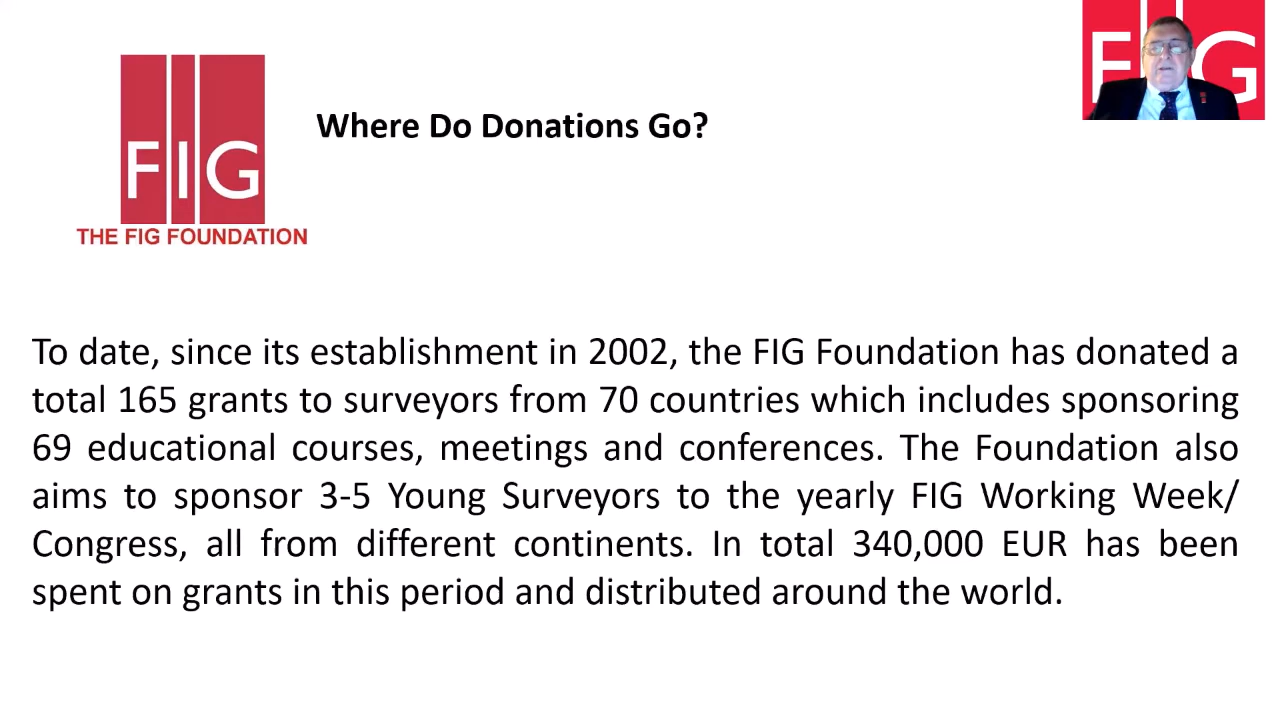 FIG
Where Do Donations Go?
FIG
THE FIG FOUNDATION
To date, since its establishment in 2002, the FIG Foundation has donated a
total 165 grants to surveyors from 70 countries which includes sponsoring
69 educational courses, meetings and conferences. The Foundation also
aims to sponsor 3-5 Young Surveyors to the yearly FIG Working Week/
Congress, all from different continents. In total 340,000 EUR has been
spent on grants in this period and distributed around the world.